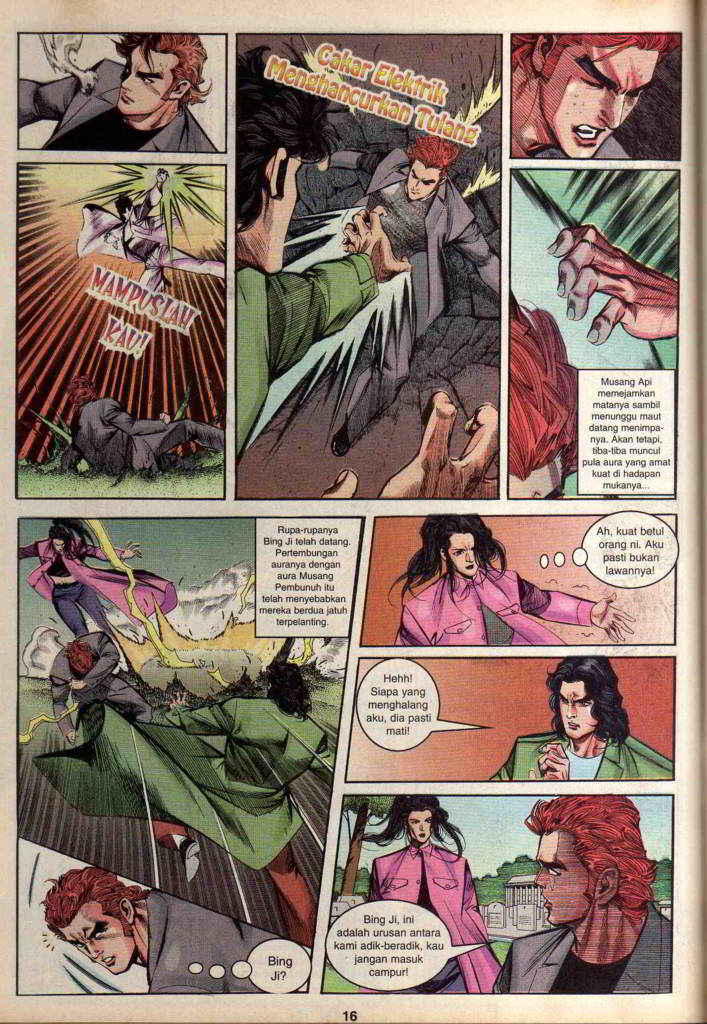 Cakar Elektrik
Menghancurkan Tulang
MAMPUSLAH
KAU!
Musang Api
memejamkan
matanya sambil
menunggu maut
datang menimpa-
nya. Akan tetapi,
tiba-tiba muncul
pula aura yang amat
kuat di hadapan
mukanya...
Rupa-rupanya
Bing Ji telah datang.
Pertembungan
auranya dengan
aura Musang
Pembunuh itu
telah menyebabkan
mereka berdua jatuh
terpelanting.
Ah, kuat betul
orang ni. Aku
pasti bukan
lawannya!
Hehh!
Siapa yang
menghalang
aku, dia pasti
mati!
Bing
Ji?
Bing Ji, ini
adalah urusan antara
kami adik-beradik, kau
jangan masuk
campur!
16